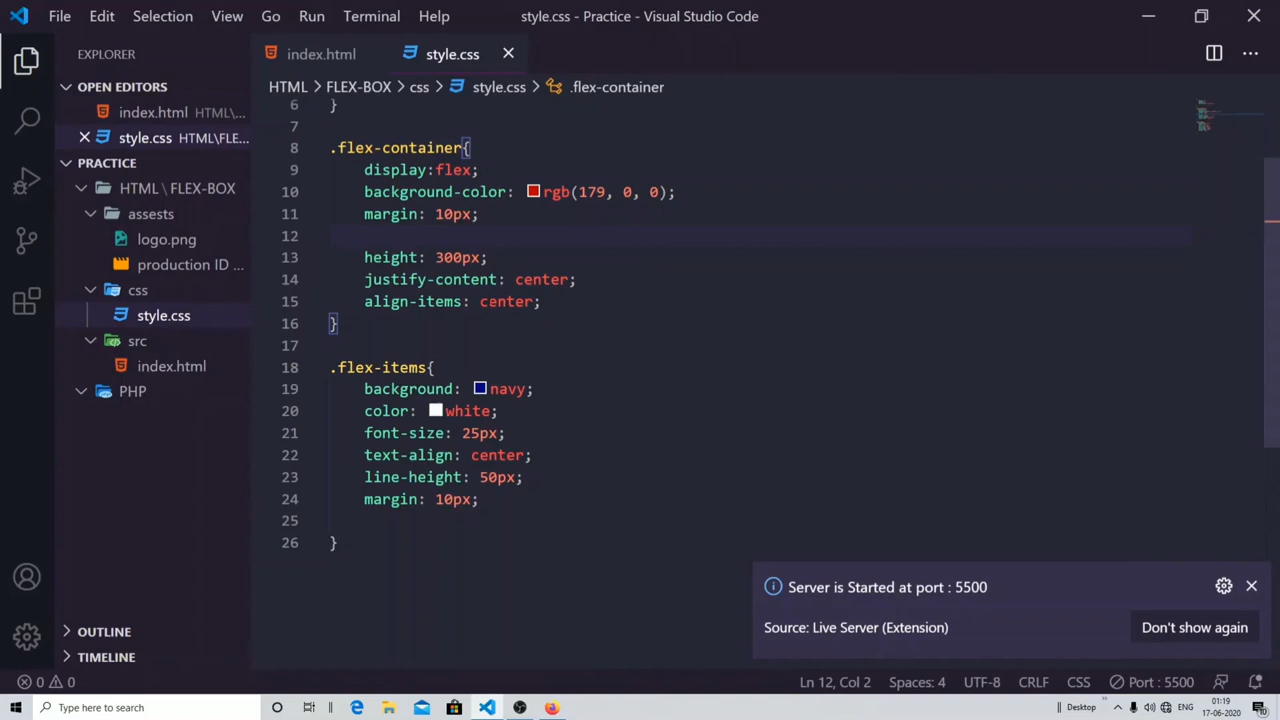 File Edit Selection View Go Run Terminal Help style.css - Practice - Visual Studio Code
EXPLORER
index.html style.css
OPEN EDITORS
index.html HTML\...
style.css HTML\FLE...
PRACTICE
HTML \ FLEX-BOX
assests
logo.png
production ID ...
css
style.css
src
index.html
PHP
OUTLINE
TIMELINE
HTML > FLEX-BOX > css > style.css > .flex-container
6 }
7
8 .flex-container{
9 display:flex;
10 background-color: rgb(179, 0, 0);
11 margin: 10px;
12
13 height: 300px;
14 justify-content: center;
15 align-items: center;
16 }
17
18 .flex-items{
19 background: navy;
20 color: white;
21 font-size: 25px;
22 text-align: center;
23 line-height: 50px;
24 margin: 10px;
25
26 }
Server is Started at port : 5500
Source: Live Server (Extension) Don't show again
0 0 Ln 12, Col 2 Spaces: 4 UTF-8 CRLF CSS Port : 5500
Type here to search Desktop ENG 01:19
17-06-2020